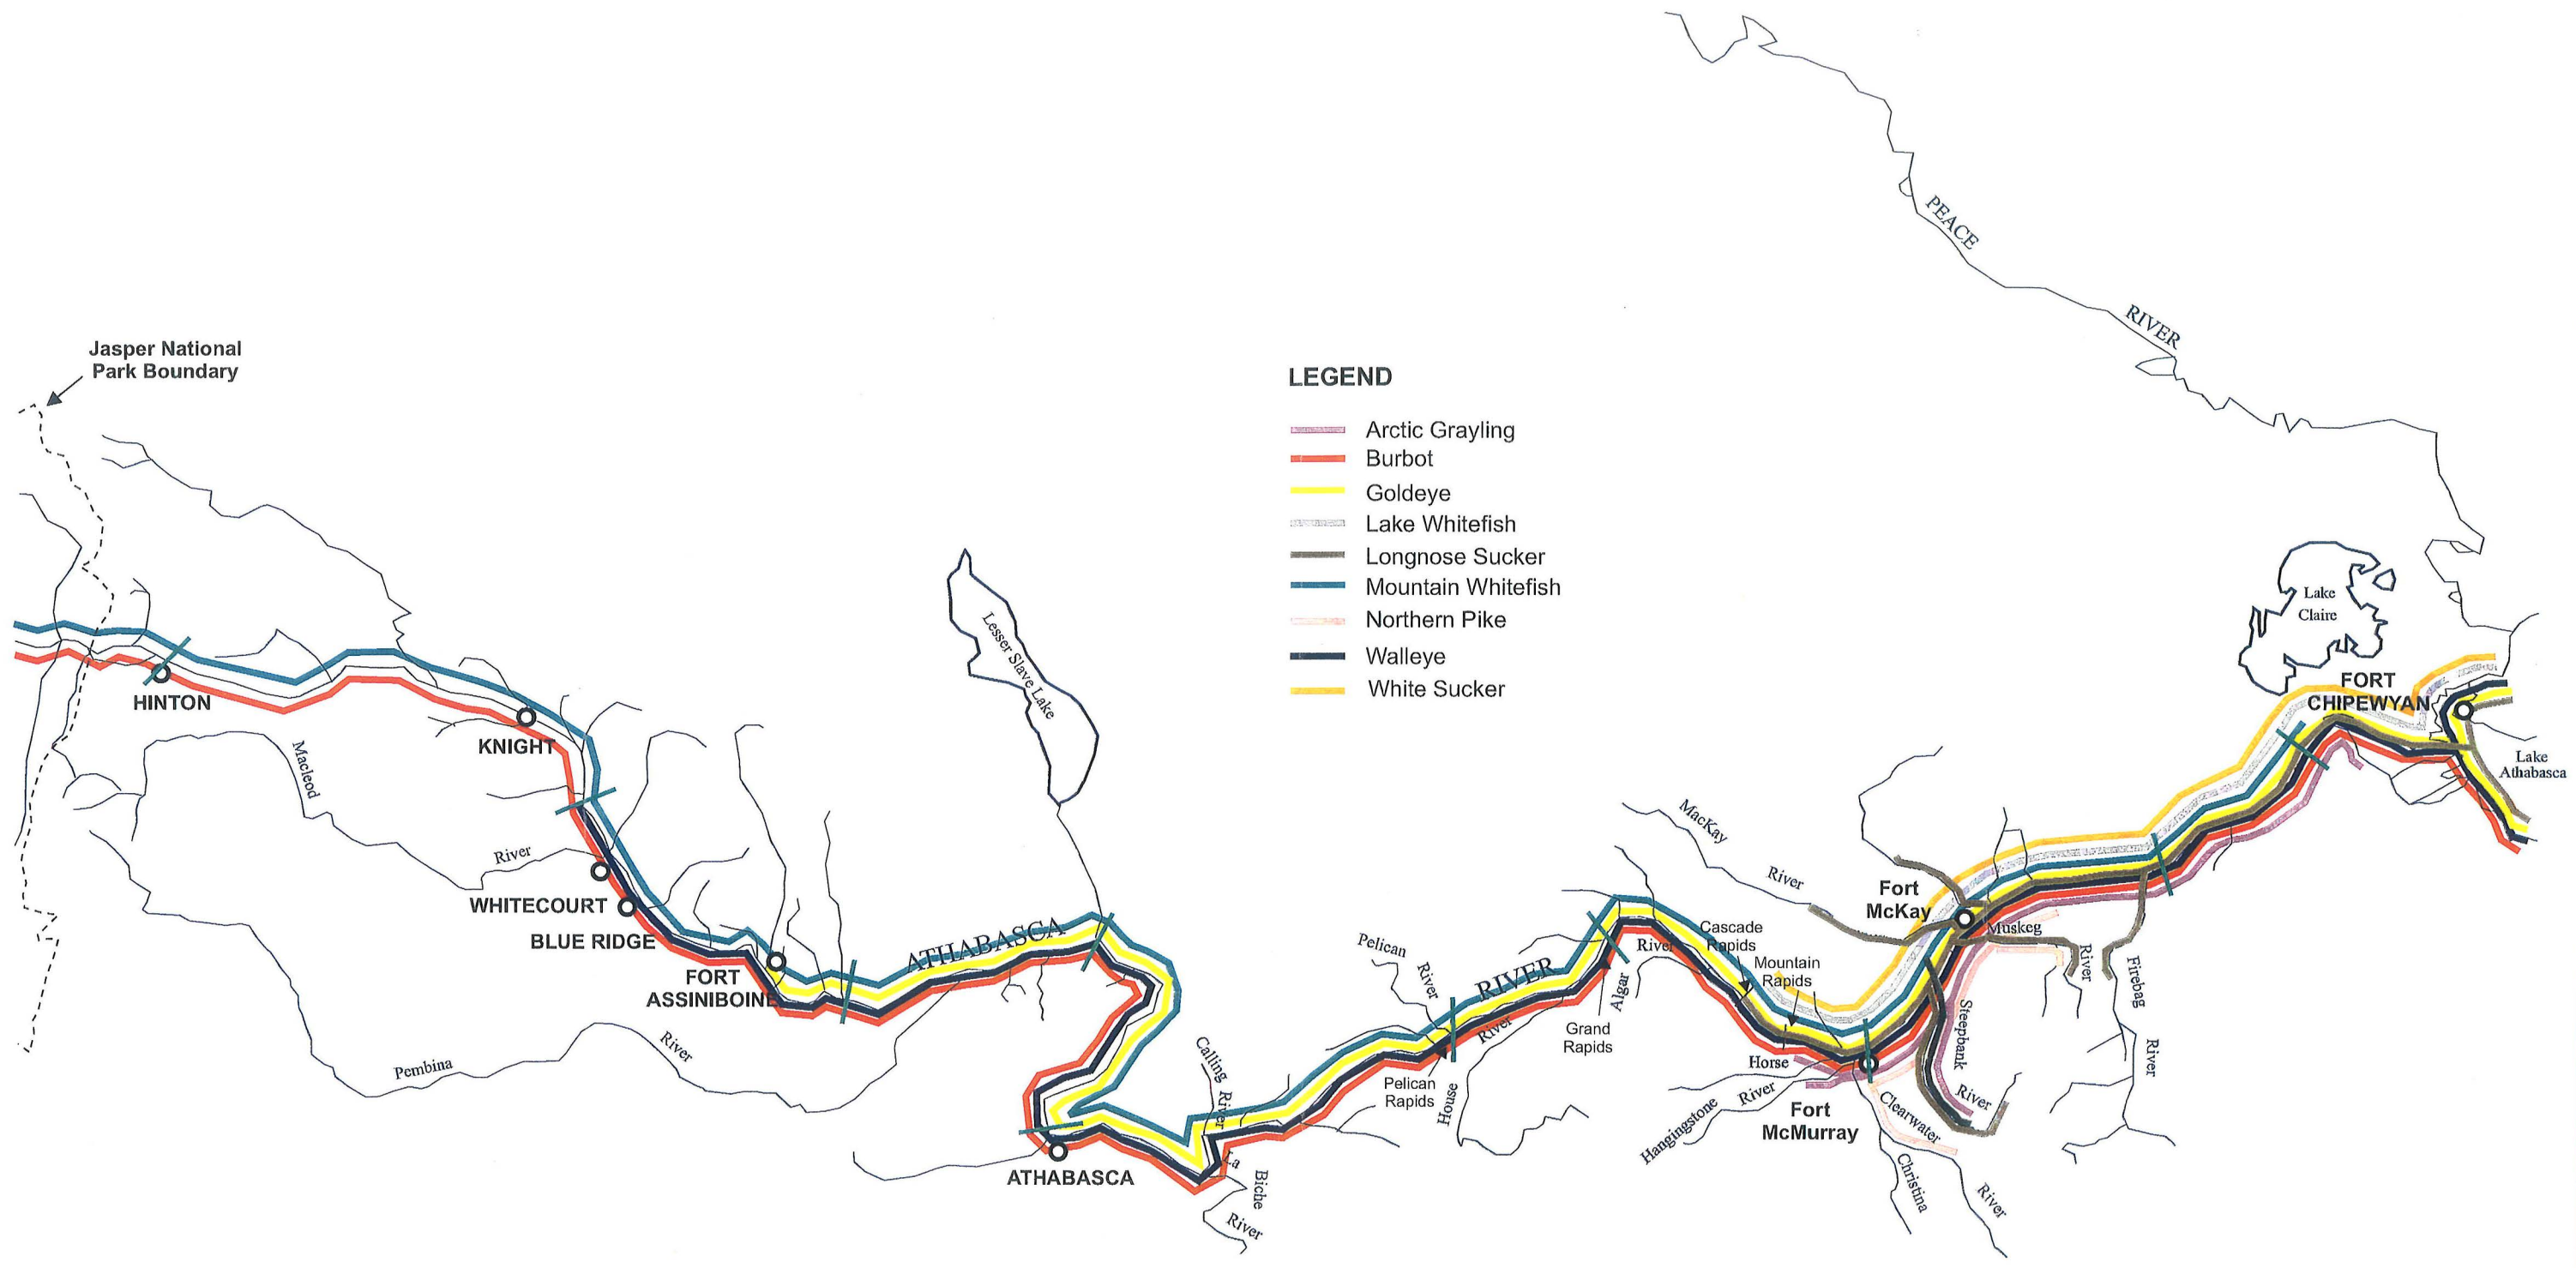 PEACE
RIVER
Jasper National
Park Boundary
LEGEND
Arctic Grayling
Burbot
Goldeye
Lake Whitefish
Longnose Sucker
Mountain Whitefish
Northern Pike
Walleye
White Sucker
Lake
Claire
Lesser Slave Lake
FORT
CHIPEWYAN
Lake
Athabasca
HINTON
KNIGHT
Macleod
River
WHITECOURT
BLUE RIDGE
FORT
ASSINIBOINE
ATHABASCA
RIVER
Pembina
River
ATHABASCA
Calling
River
La
Biche
River
Pelican
River
Pelican
Rapids
House
River
Grand
Rapids
Algar
River
Cascade
Rapids
Mountain
Rapids
MacKay
River
Fort
McKay
Muskeg
River
Firebag
River
Steepbank
River
Horse
River
Hangingstone
Fort
McMurray
Clearwater
River
Christina